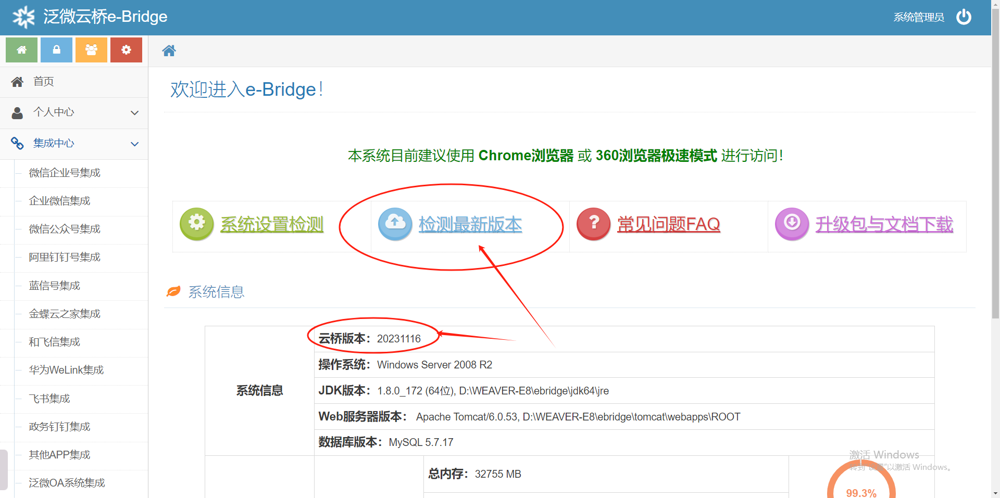 泛微云桥e-Bridge
系统管理员
首页
个人中心
集成中心
微信企业号集成
企业微信集成
微信公众号集成
阿里钉钉号集成
蓝信号集成
金蝶云之家集成
和飞信集成
华为WeLink集成
飞书集成
政务钉钉集成
其他APP集成
泛微OA系统集成
欢迎进入e-Bridge！
本系统目前建议使用 Chrome浏览器 或 360浏览器极速模式 进行访问！
系统设置检测
检测最新版本
常见问题FAQ
升级包与文档下载
系统信息
系统信息
云桥版本：20231116
操作系统：Windows Server 2008 R2
JDK版本：1.8.0_172 (64位), D:\WEAVER-E8\ebridge\jdk64\jre
Web服务器版本： Apache Tomcat/6.0.53, D:\WEAVER-E8\ebridge\tomcat\webapps\ROOT
数据库版本：MySQL 5.7.17
总内存：32755 MB
99.3%
激活 Windows
转到"设置"以激活 Windows。